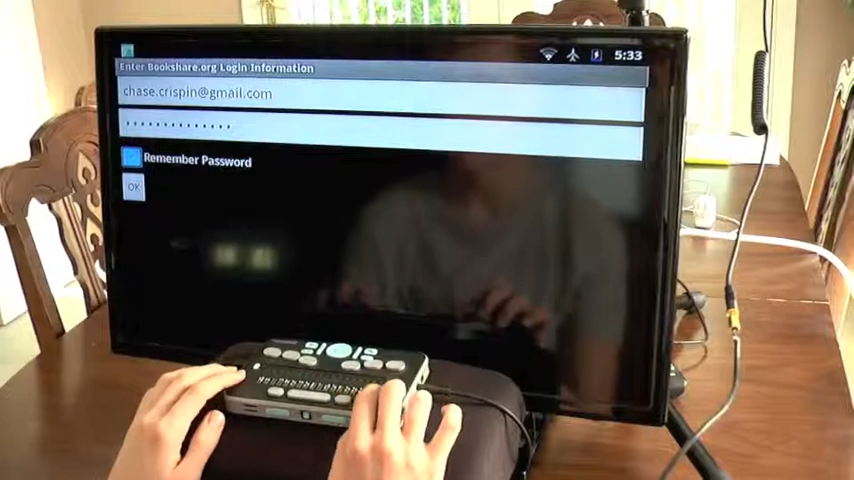 5:33
Enter Bookshare.org Login Information
chase.crispin@gmail.com
Remember Password
OK